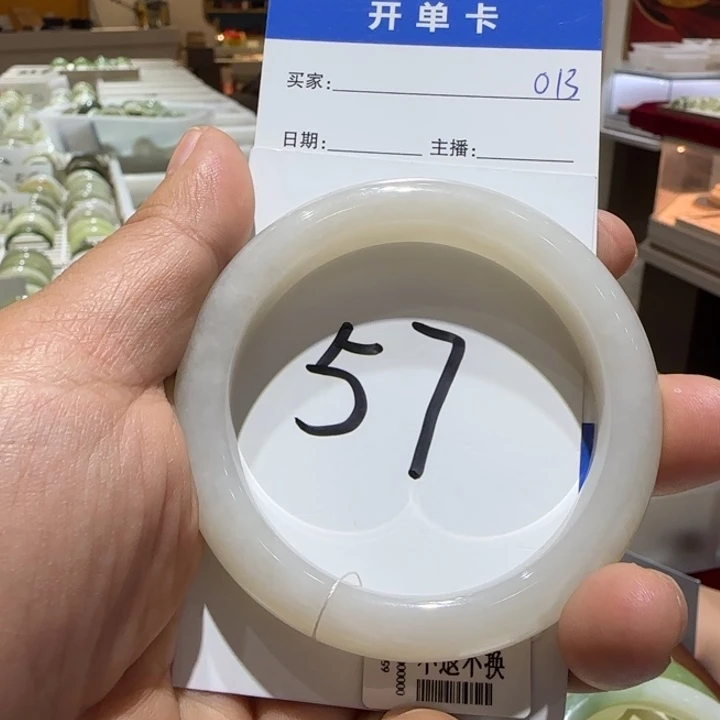 开单卡
买家: 013
日期: 主播:
57
不退不换